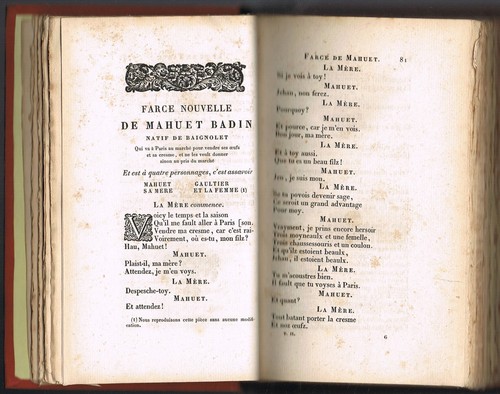 FARCE NOUVELLE
DE MAHUET BADIN
NATIF DE BAIGNOLET
Qui va à Paris au marché pour vendre ses œufs
et sa cresme, et ne les veult donner
sinon au pris du marché
Et est à quatre personnages, c'est assavoir
MAHUET GAULTIER
SA MERE ET LA FEMME (1)
LA MÈRE commence.
Voicy le temps et la saison
Qu'il me fault aller à Paris [son.
Vendre ma cresme, car c'est rai-
Voirement, où es-tu, mon filz?
Hau, Mahuet!
MAHUET.
Plaist-il, ma mère?
Attendez, je m'en voys.
LA MÈRE.
Despesche-toy.
MAHUET.
Et attendez!
(1) Nous reproduisons cette pièce sans aucune modifi-
cation.
FARCE DE MAHUET. 81
LA MÈRE.
Si je vois à toy!
MAHUET.
Jehan, non ferez.
LA MÈRE.
Pourquoy?
MAHUET.
Et pource, car je m'en vois.
Bon jour, ma mère.
LA MÈRE.
Et à toy aussi.
Que tu es un beau filz!
MAHUET.
Jen, je suis mon.
LA MÈRE.
Se tu povois devenir sage,
Ce seroit un grand advantage
Pour moy.
MAHUET.
Vrayment, je prins encore hersoir
Trois moyneaulx et une femelle,
Trois chaussessouris et un coulon.
Et qu'ilz estoient beaulx.
Jehan, il estoient beaulx.
LA MÈRE.
Tu m'acoustres bien.
Il fault que tu voyses à Paris.
MAHUET.
Et quant?
LA MÈRE.
Tout batant porter la cresme
Et noz œufz.
T. II. 6